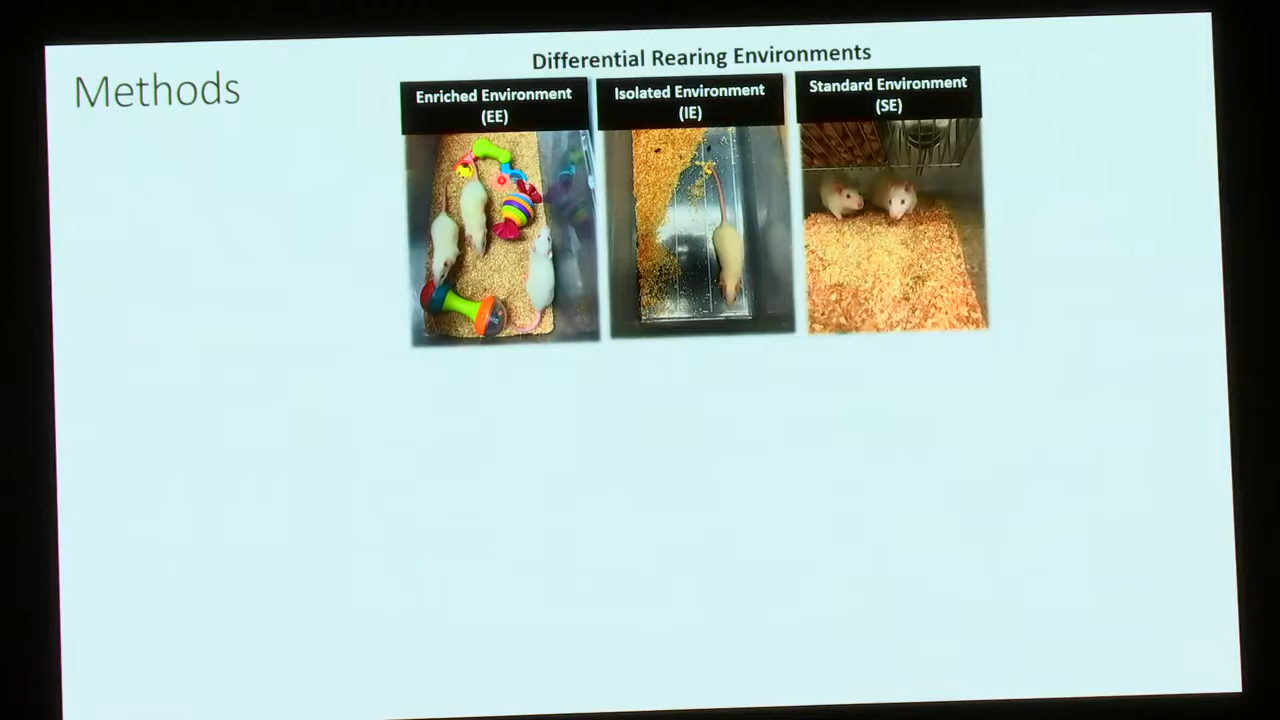 Methods
Differential Rearing Environments
Enriched Environment
(EE)
Isolated Environment
(IE)
Standard Environment
(SE)